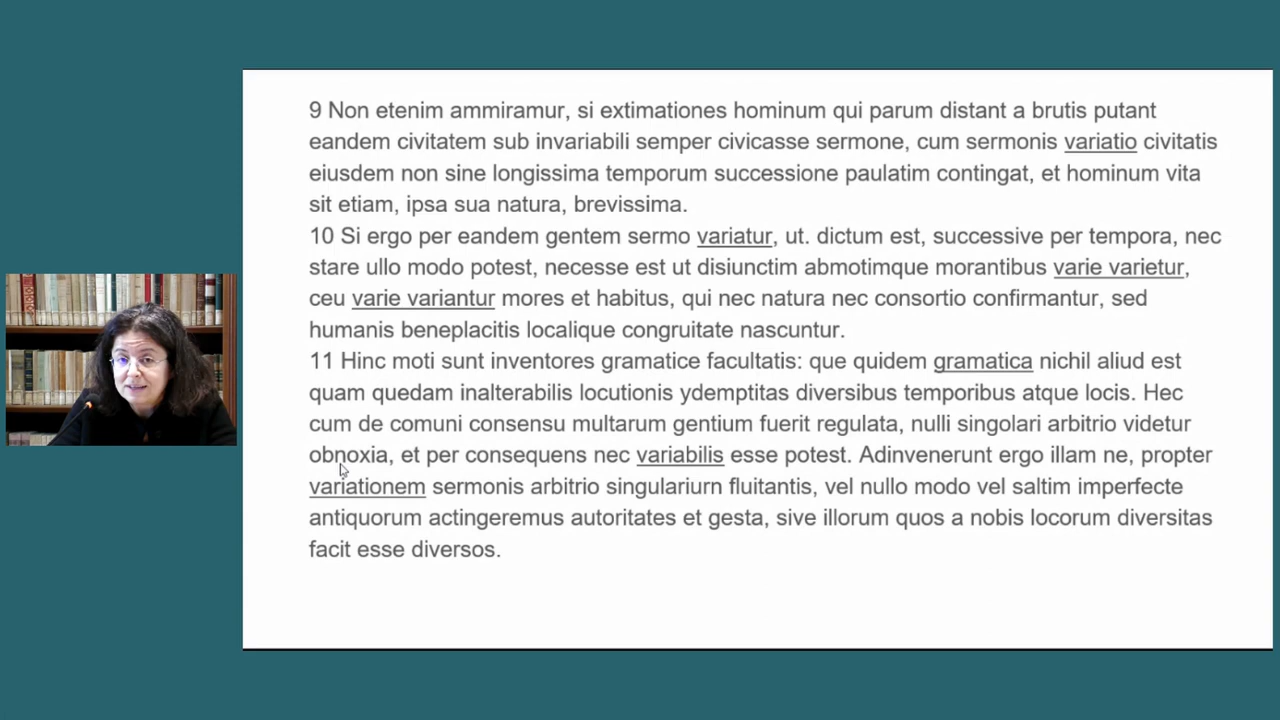 9 Non etenim ammiramur, si extimationes hominum qui parum distant a brutis putant
eandem civitatem sub invariabili semper civicasse sermone, cum sermonis variatio civitatis
eiusdem non sine longissima temporum successione paulatim contingat, et hominum vita
sit etiam, ipsa sua natura, brevissima.
10 Si ergo per eandem gentem sermo variatur, ut. dictum est, successive per tempora, nec
stare ullo modo potest, necesse est ut disiunctim abmotimque morantibus varie varietur,
ceu varie variantur mores et habitus, qui nec natura nec consortio confirmantur, sed
humanis beneplacitis localique congruitate nascuntur.
11 Hinc moti sunt inventores gramatice facultatis: que quidem gramatica nichil aliud est
quam quedam inalterabilis locutionis ydemptitas diversibus temporibus atque locis. Hec
cum de comuni consensu multarum gentium fuerit regulata, nulli singolari arbitrio videtur
obnoxia, et per consequens nec variabilis esse potest. Adinvenerunt ergo illam ne, propter
variationem sermonis arbitrio singulariurn fluitantis, vel nullo modo vel saltim imperfecte
antiquorum actingeremus autoritates et gesta, sive illorum quos a nobis locorum diversitas
facit esse diversos.